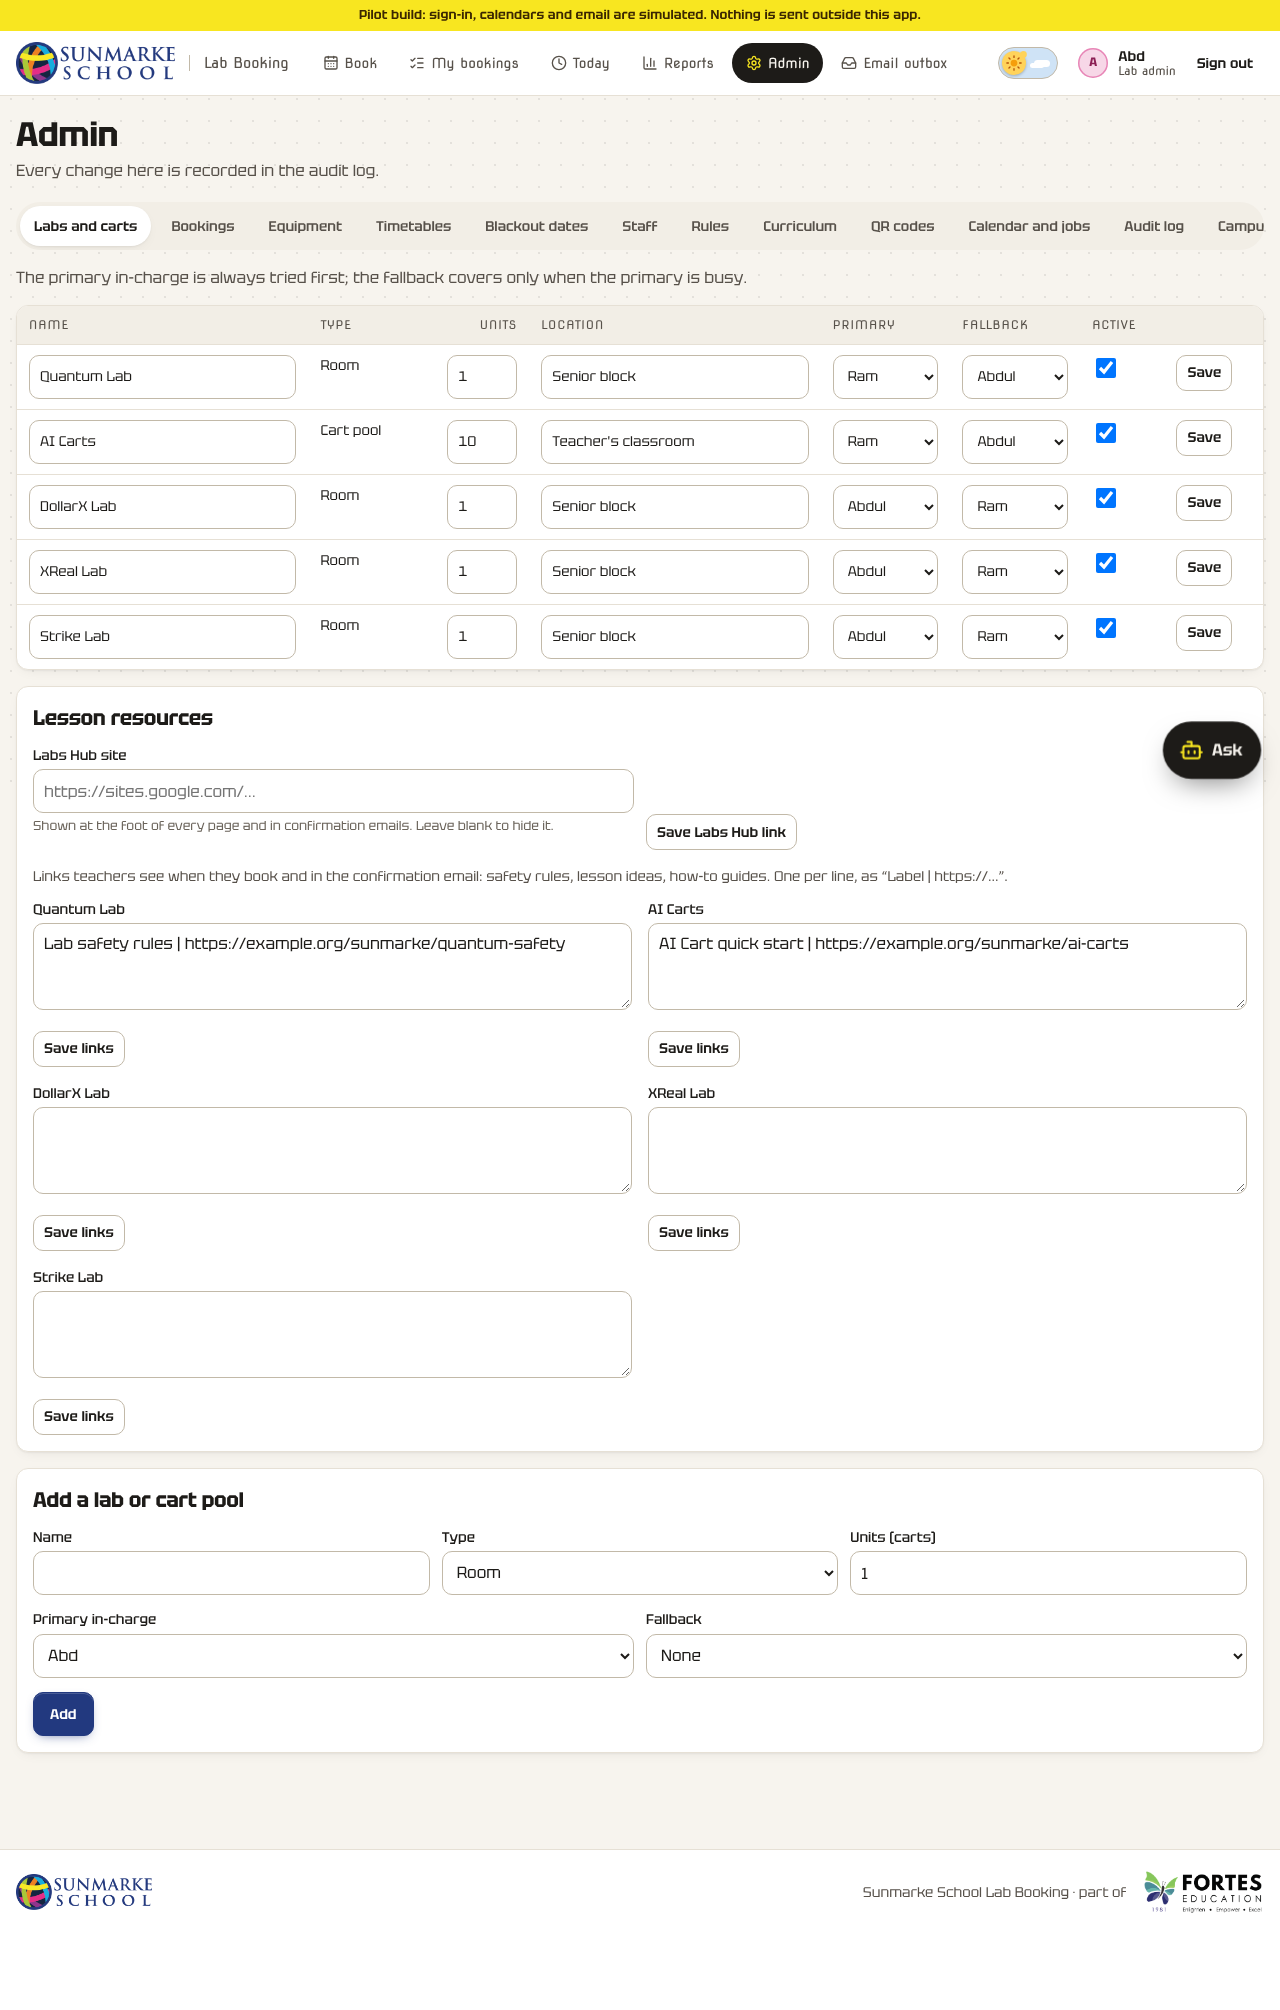 Pilot build: sign-in, calendars and email are simulated. Nothing is sent outside this app.
SUNMARKE SCHOOL Lab Booking Book My bookings Today Reports Admin Email outbox A Abd Lab admin Sign out
Admin
Every change here is recorded in the audit log.
Labs and carts Bookings Equipment Timetables Blackout dates Staff Rules Curriculum QR codes Calendar and jobs Audit log Campu
The primary in-charge is always tried first; the fallback covers only when the primary is busy.
NAME TYPE UNITS LOCATION PRIMARY FALLBACK ACTIVE
Quantum Lab Room 1 Senior block Ram Abdul Save
AI Carts Cart pool 10 Teacher's classroom Ram Abdul Save
DollarX Lab Room 1 Senior block Abdul Ram Save
XReal Lab Room 1 Senior block Abdul Ram Save
Strike Lab Room 1 Senior block Abdul Ram Save
Lesson resources
Labs Hub site
Ask
https://sites.google.com/...
Shown at the foot of every page and in confirmation emails. Leave blank to hide it.
Save Labs Hub link
Links teachers see when they book and in the confirmation email: safety rules, lesson ideas, how-to guides. One per line, as “Label | https://...”.
Quantum Lab AI Carts
Lab safety rules | https://example.org/sunmarke/quantum-safety AI Cart quick start | https://example.org/sunmarke/ai-carts
Save links Save links
DollarX Lab XReal Lab
Save links Save links
Strike Lab
Save links
Add a lab or cart pool
Name Type Units (carts)
Room 1
Primary in-charge Fallback
Abd None
Add
SUNMARKE SCHOOL Sunmarke School Lab Booking · part of FORTES EDUCATION
1981 Enlighten • Empower • Excel